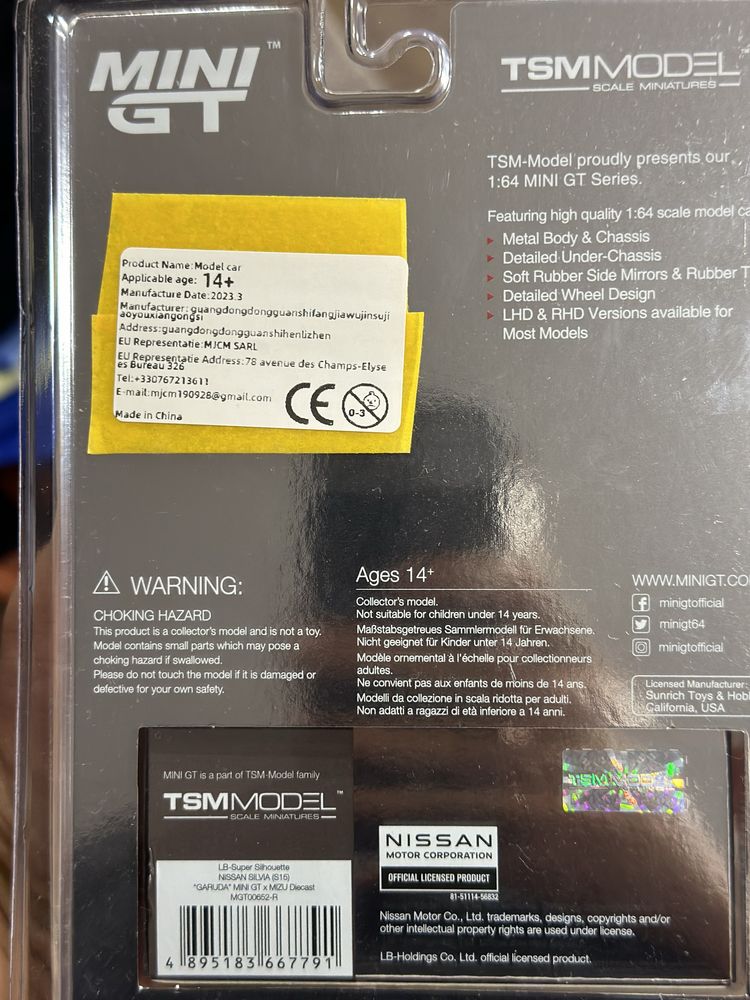 MINI GT™
TSMMODEL
SCALE MINIATURES
TSM-Model proudly presents our
1:64 MINI GT Series.
Featuring high quality 1:64 scale model ca
Metal Body & Chassis
Detailed Under-Chassis
Soft Rubber Side Mirrors & Rubber T
Detailed Wheel Design
LHD & RHD Versions available for
Most Models
Product Name:Model car
Applicable age: 14+
Manufacture Date:2023.3
Manufacturer:guangdongdongguanshifangjiawujinsuji
aoyouxiangongsi
Address:guangdongdongguanshihenlizhen
EU Representatie:MJCM SARL
EU Representatie Address:78 avenue des Champs-Elyse
es Bureau 326
Tel:+330767213611
E-mail:mjcm190928@gmail.com
Made in China
CE
0-3
WARNING:
CHOKING HAZARD
This product is a collector's model and is not a toy.
Model contains small parts which may pose a
choking hazard if swallowed.
Please do not touch the model if it is damaged or
defective for your own safety.
Ages 14+
Collector's model.
Not suitable for children under 14 years.
Maßstabsgetreues Sammlermodell für Erwachsene.
Nicht geeignet für Kinder unter 14 Jahren.
Modèle ornemental à l'échelle pour collectionneurs
adultes.
Ne convient pas aux enfants de moins de 14 ans.
Modelli da collezione in scala ridotta per adulti.
Non adatti a ragazzi di età inferiore a 14 anni.
WWW.MINIGT.CO
minigtofficial
minigt64
minigtofficial
Licensed Manufacturer:
Sunrich Toys & Hobb
California, USA
MINI GT is a part of TSM-Model family
TSMMODEL™
SCALE MINIATURES
LB-Super Silhouette
NISSAN SILVIA (S15)
"GARUDA" MINI GT x MIZU Diecast
MGT00652-R
4 895183 667791
NISSAN
MOTOR CORPORATION
OFFICIAL LICENSED PRODUCT
81-51114-56832
Nissan Motor Co., Ltd. trademarks, designs, copyrights and/or
other intellectual property rights are used under license.
LB-Holdings Co. Ltd. official licensed product.